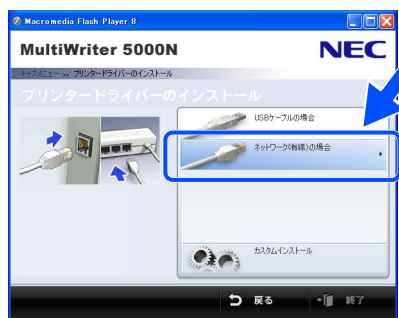 Macromedia Flash Player 8
MultiWriter 5000N
NEC
トップメニュー >> プリンタードライバーのインストール
プリンタードライバーのインストール
USBケーブルの場合
ネットワーク(有線)の場合
カスタムインストール
戻る
終了